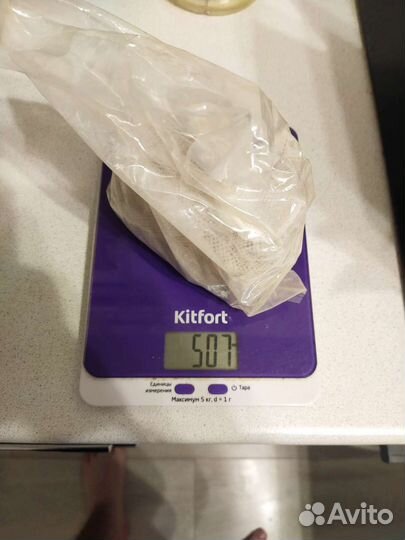 Kitfort
507
Единицы
измерения
Тара
Максимум 5 кг, d = 1 г
Avito